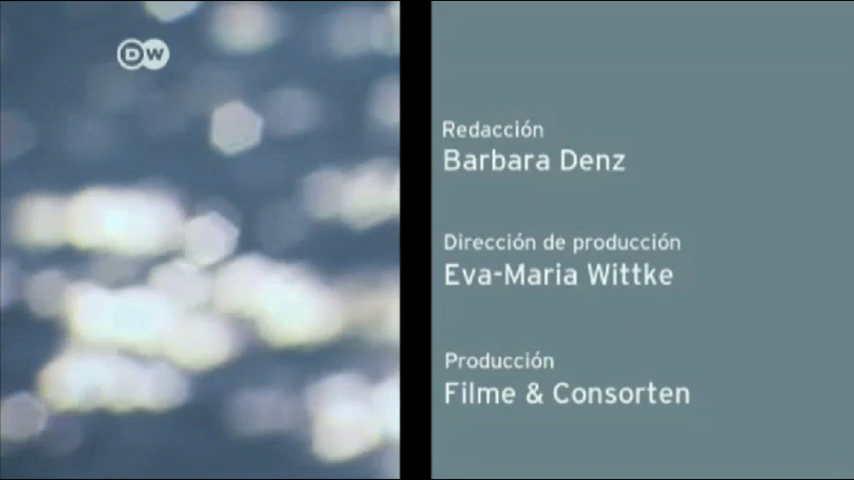 DW
Redacción
Barbara Denz
Dirección de producción
Eva-Maria Wittke
Producción
Filme & Consorten